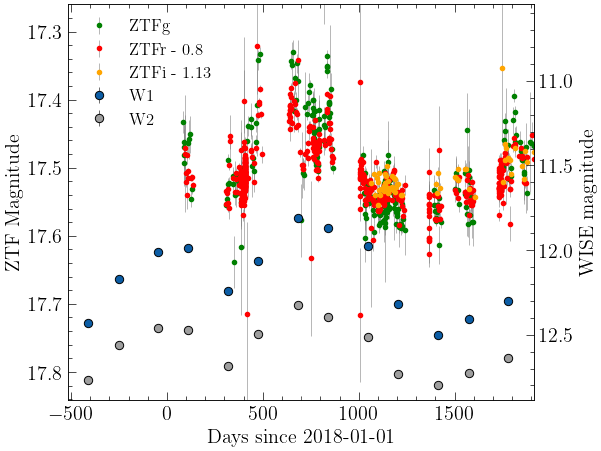 ZTFg
ZTFr - 0.8
ZTFi - 1.13
W1
W2
17.3
17.4
17.5
17.6
17.7
17.8
11.0
11.5
12.0
12.5
-500
0
500
1000
1500
ZTF Magnitude
WISE magnitude
Days since 2018-01-01